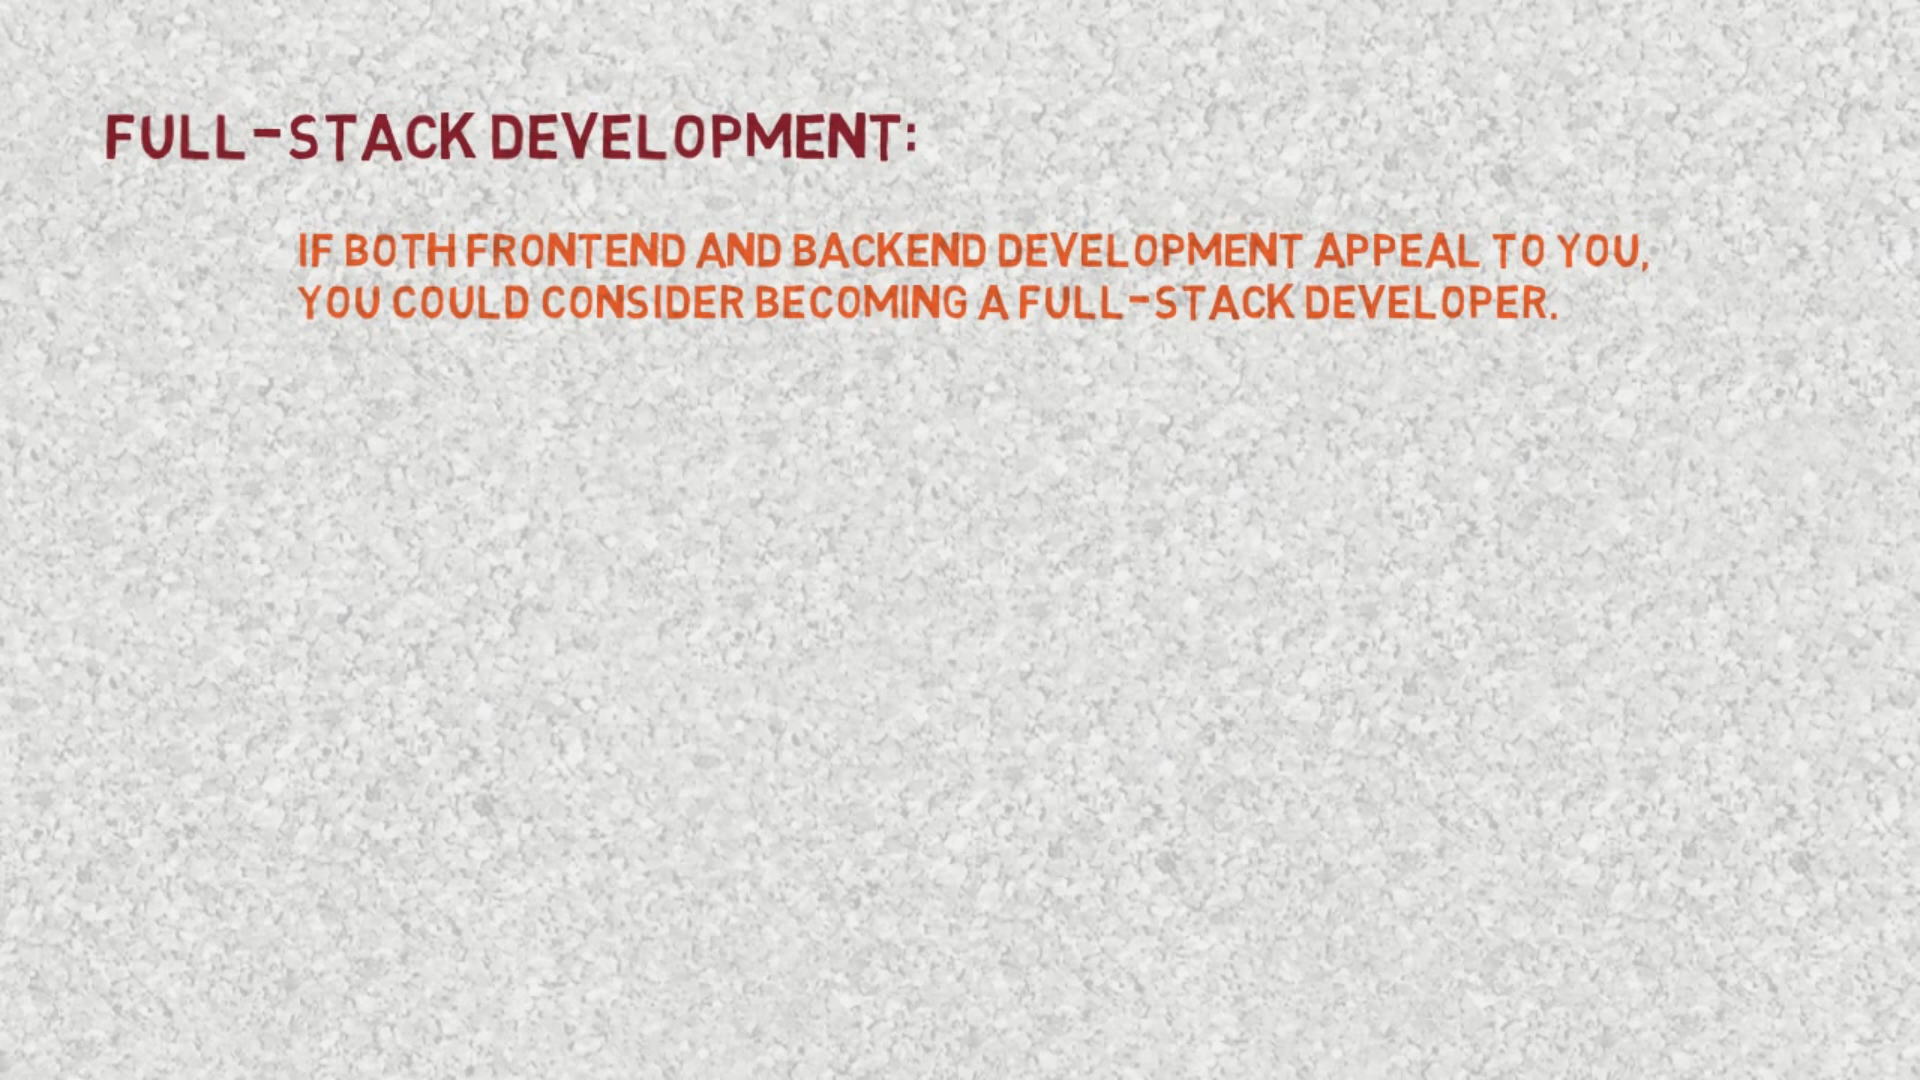 FULL-STACK DEVELOPMENT:
IF BOTH FRONTEND AND BACKEND DEVELOPMENT APPEAL TO YOU,
YOU COULD CONSIDER BECOMING A FULL-STACK DEVELOPER.